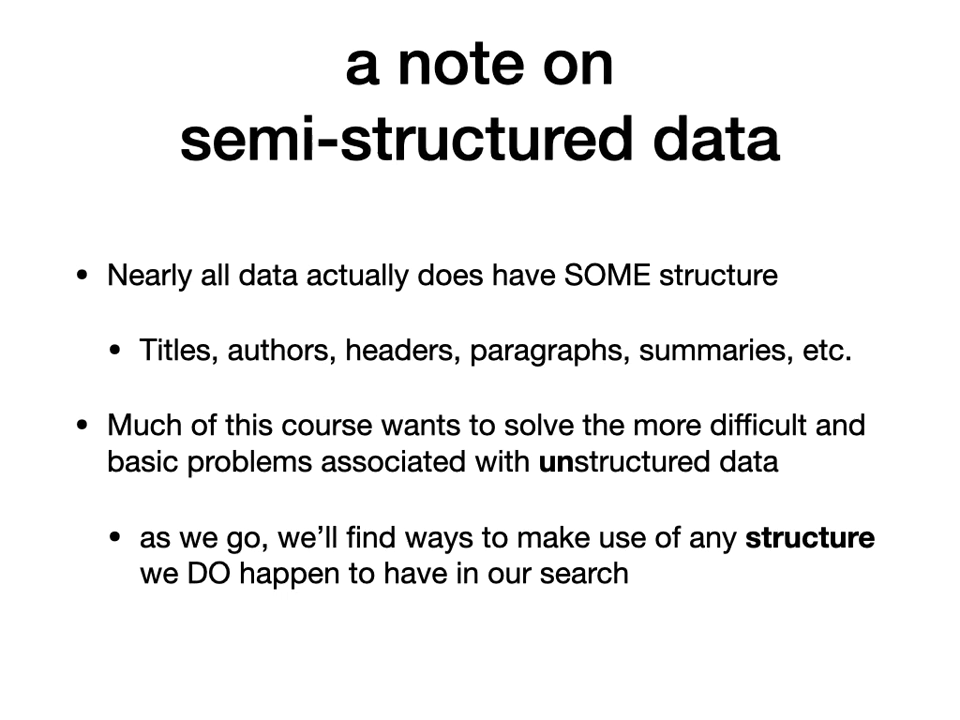 a note on
semi-structured data
• Nearly all data actually does have SOME structure
• Titles, authors, headers, paragraphs, summaries, etc.
• Much of this course wants to solve the more difficult and
basic problems associated with unstructured data
• as we go, we’ll find ways to make use of any structure
we DO happen to have in our search